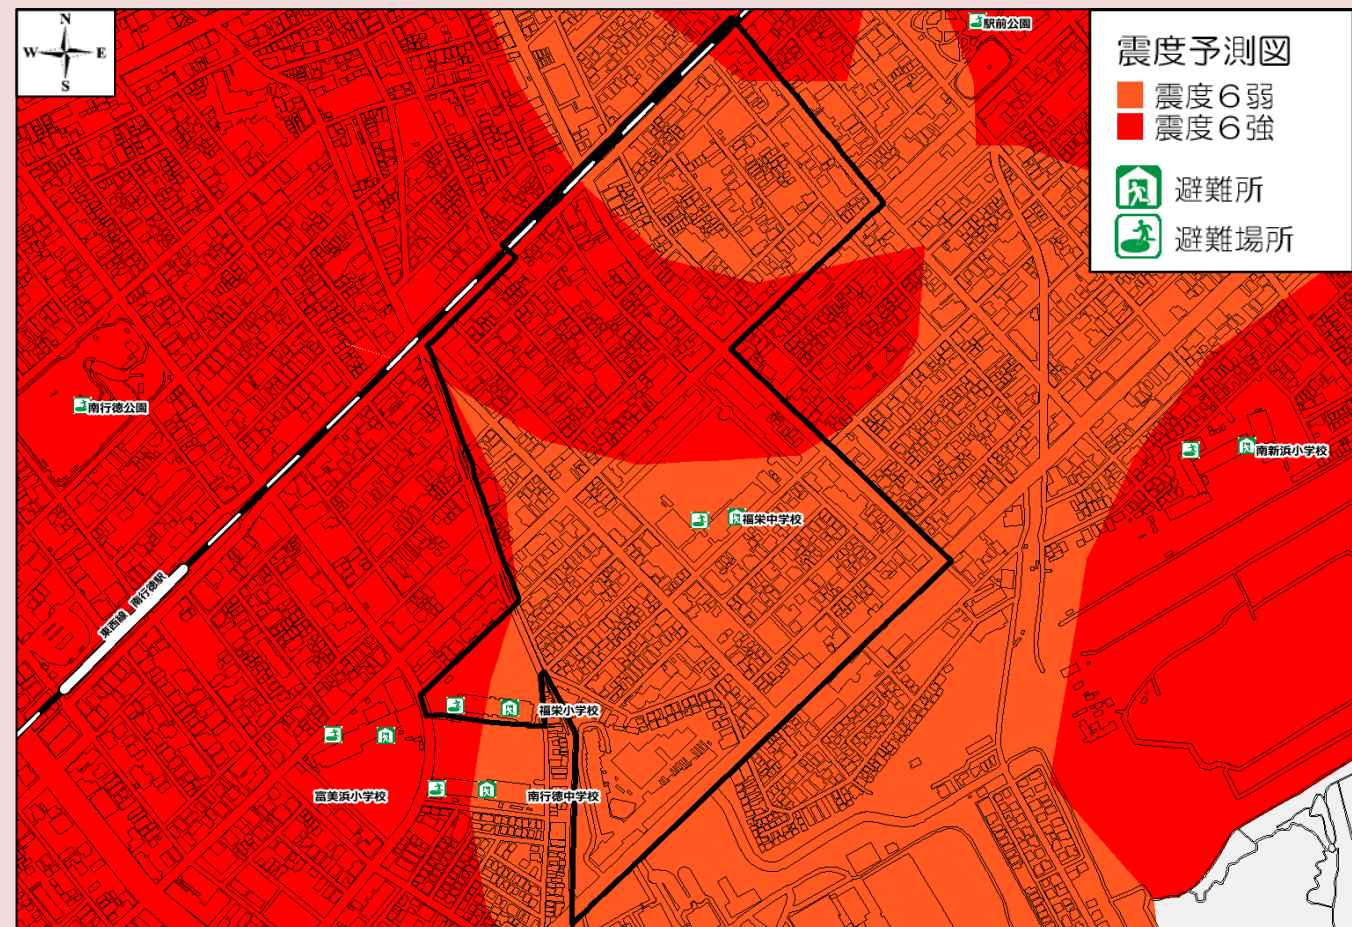 N
W E
S
駅前公園
震度予測図
震度6弱
震度6強
避難所
避難場所
南行徳公園
南新浜小学校
福栄中学校
東西線 南行徳駅
福栄小学校
富美浜小学校
南行徳中学校